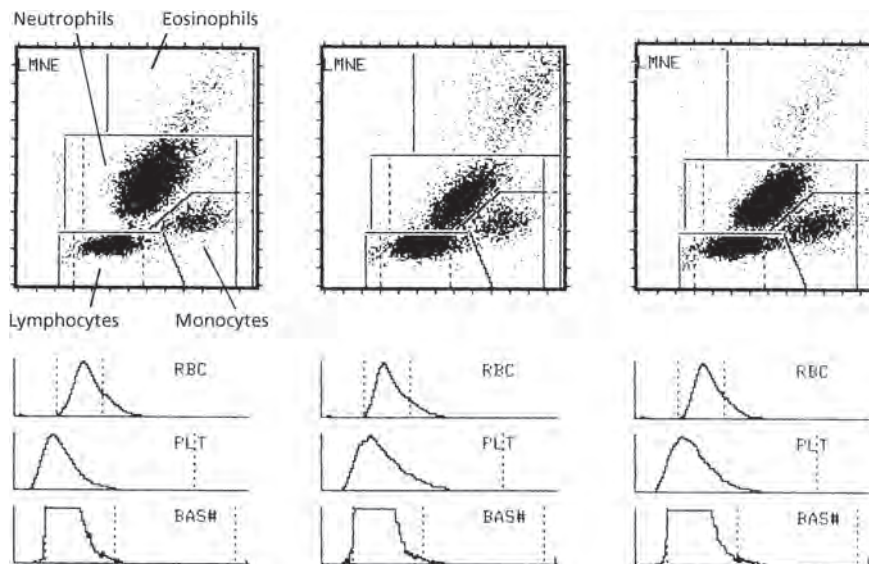 Neutrophils Eosinophils
LMNE LMNE LMNE
Lymphocytes Monocytes
RBC RBC RBC
PLT PLT PLT
BAS# BAS# BAS#